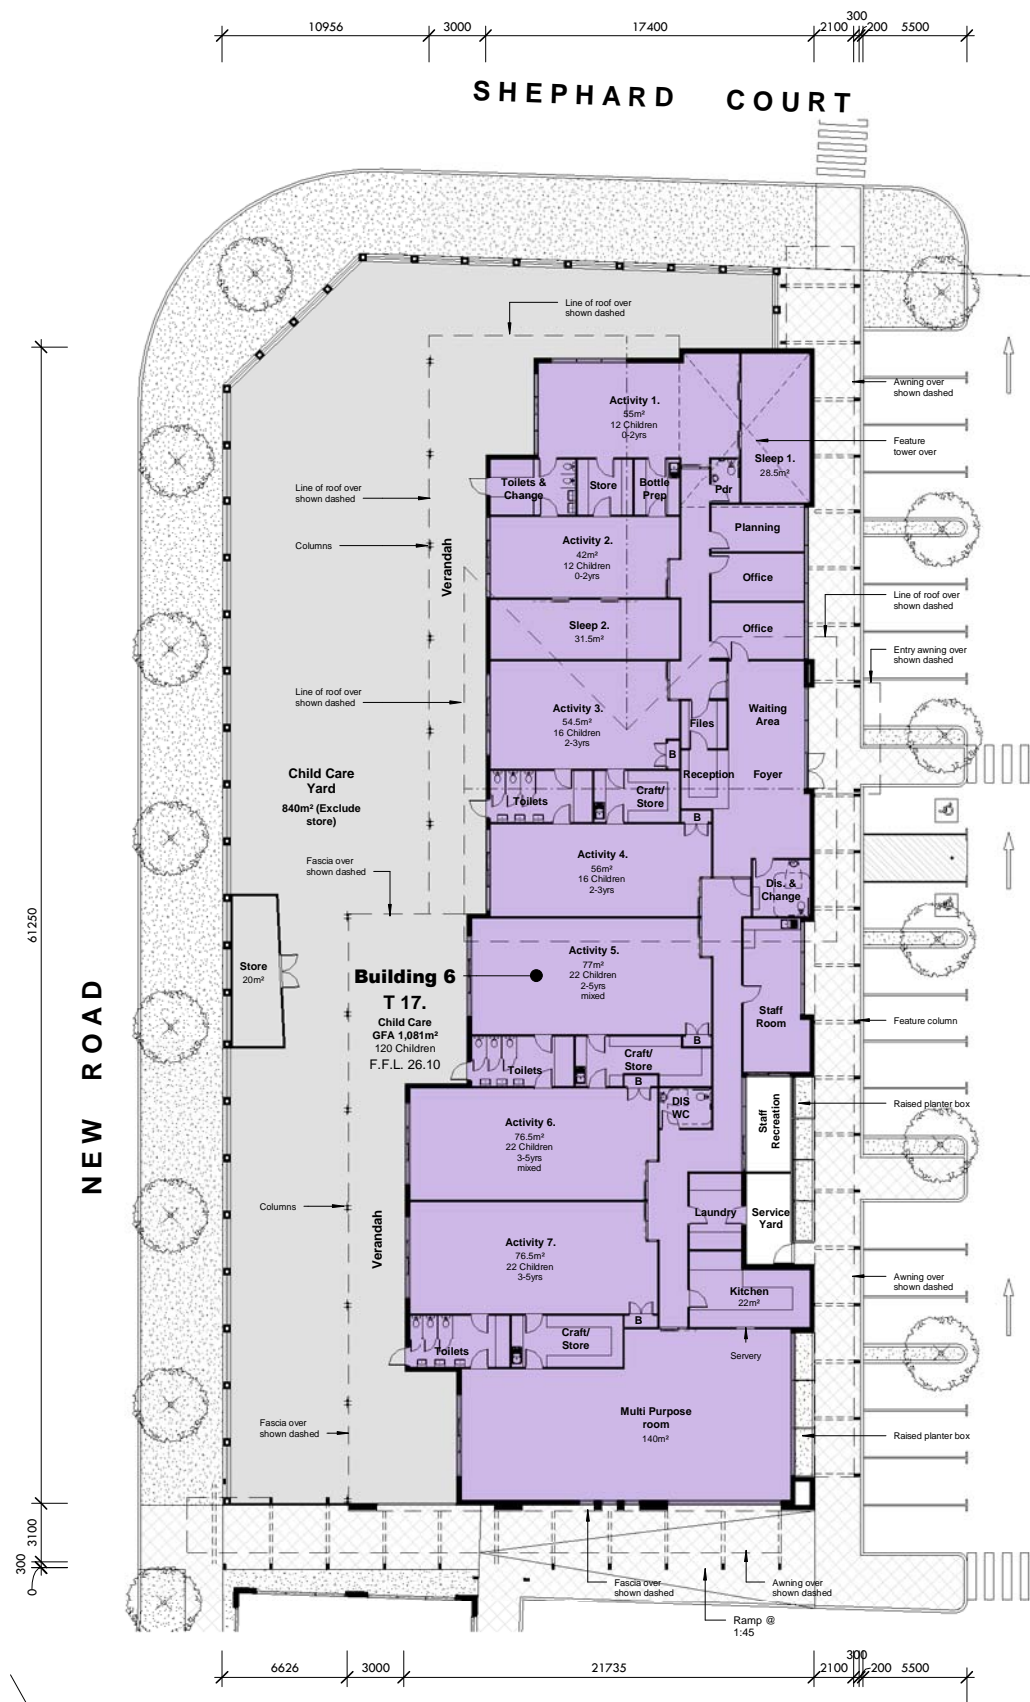 10956
3000
17400
2100
300
200
5500
SHEPHARD COURT
Line of roof over
shown dashed
Activity 1.
55m²
12 Children
0-2yrs
Awning over
shown dashed
Feature
tower over
Sleep 1.
28.5m²
Toilets &
Change
Store
Bottle
Prep
Pdr
Line of roof over
shown dashed
Columns
Verandah
Planning
Activity 2.
42m²
12 Children
0-2yrs
Office
Line of roof over
shown dashed
Sleep 2.
31.5m²
Office
Entry awning over
shown dashed
Line of roof over
shown dashed
Activity 3.
54.5m²
16 Children
2-3yrs
Waiting
Area
Files
B
Reception
Foyer
Child Care
Yard
840m² (Exclude
store)
Toilets
Craft/
Store
B
Fascia over
shown dashed
Activity 4.
56m²
16 Children
2-3yrs
Dis. &
Change
61250
Store
20m²
Activity 5.
77m²
22 Children
2-5yrs
mixed
Building 6
T 17.
Child Care
GFA 1,081m²
120 Children
F.F.L. 26.10
Staff
Room
Feature column
NEW ROAD
B
Toilets
Craft/
Store
B
DIS
WC
Staff
Recreation
Raised planter box
Activity 6.
76.5m²
22 Children
3-5yrs
mixed
Columns
Verandah
Laundry
Service
Yard
Activity 7.
76.5m²
22 Children
3-5yrs
Awning over
shown dashed
Kitchen
22m²
B
Toilets
Craft/
Store
Servery
Fascia over
shown dashed
Multi Purpose
room
140m²
Raised planter box
3100
300
0
Fascia over
shown dashed
Awning over
shown dashed
Ramp @
1:45
6626
3000
21735
2100
300
200
5500